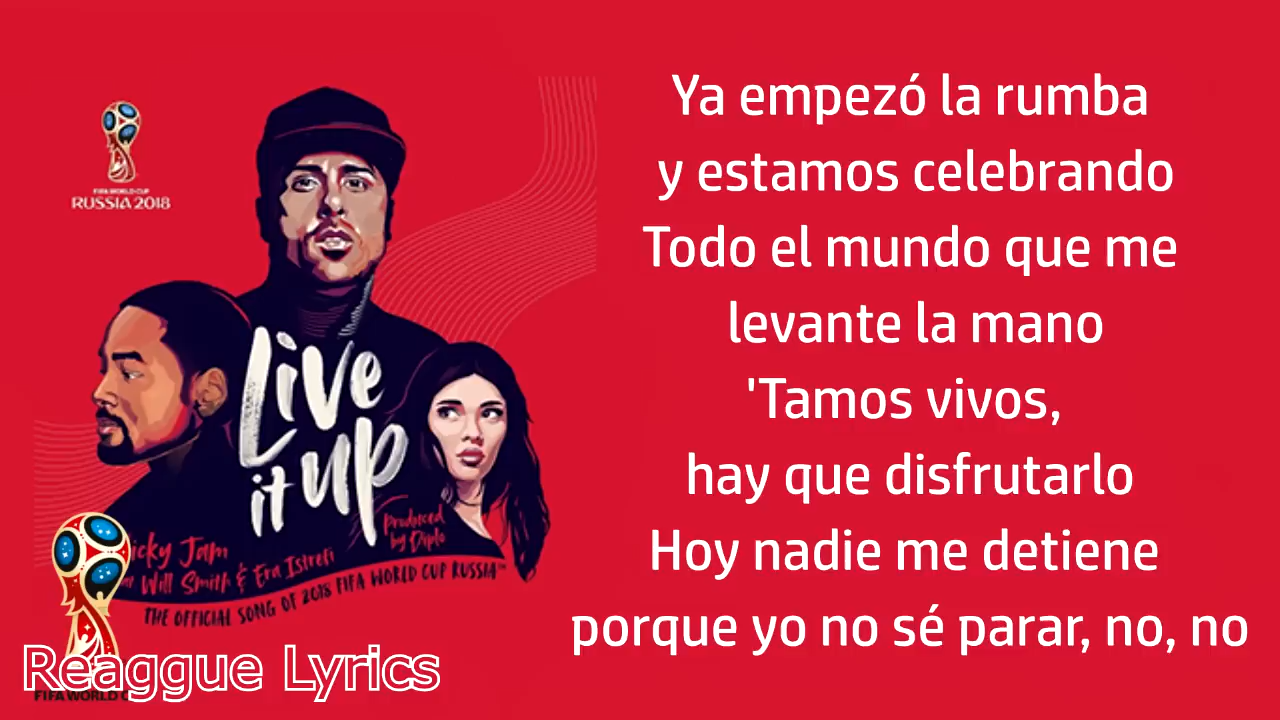 FIFA WORLD CUP
RUSSIA 2018
Ya empezó la rumba
y estamos celebrando
Todo el mundo que me
levante la mano
'Tamos vivos,
hay que disfrutarlo
Hoy nadie me detiene
porque yo no sé parar, no, no
Live
it up
Produced
by Diplo
icky Jam
Will Smith & Era Istrefi
THE OFFICIAL SONG OF 2018 FIFA WORLD CUP RUSSIA™
Reaggue Lyrics
FIFA WORLD C